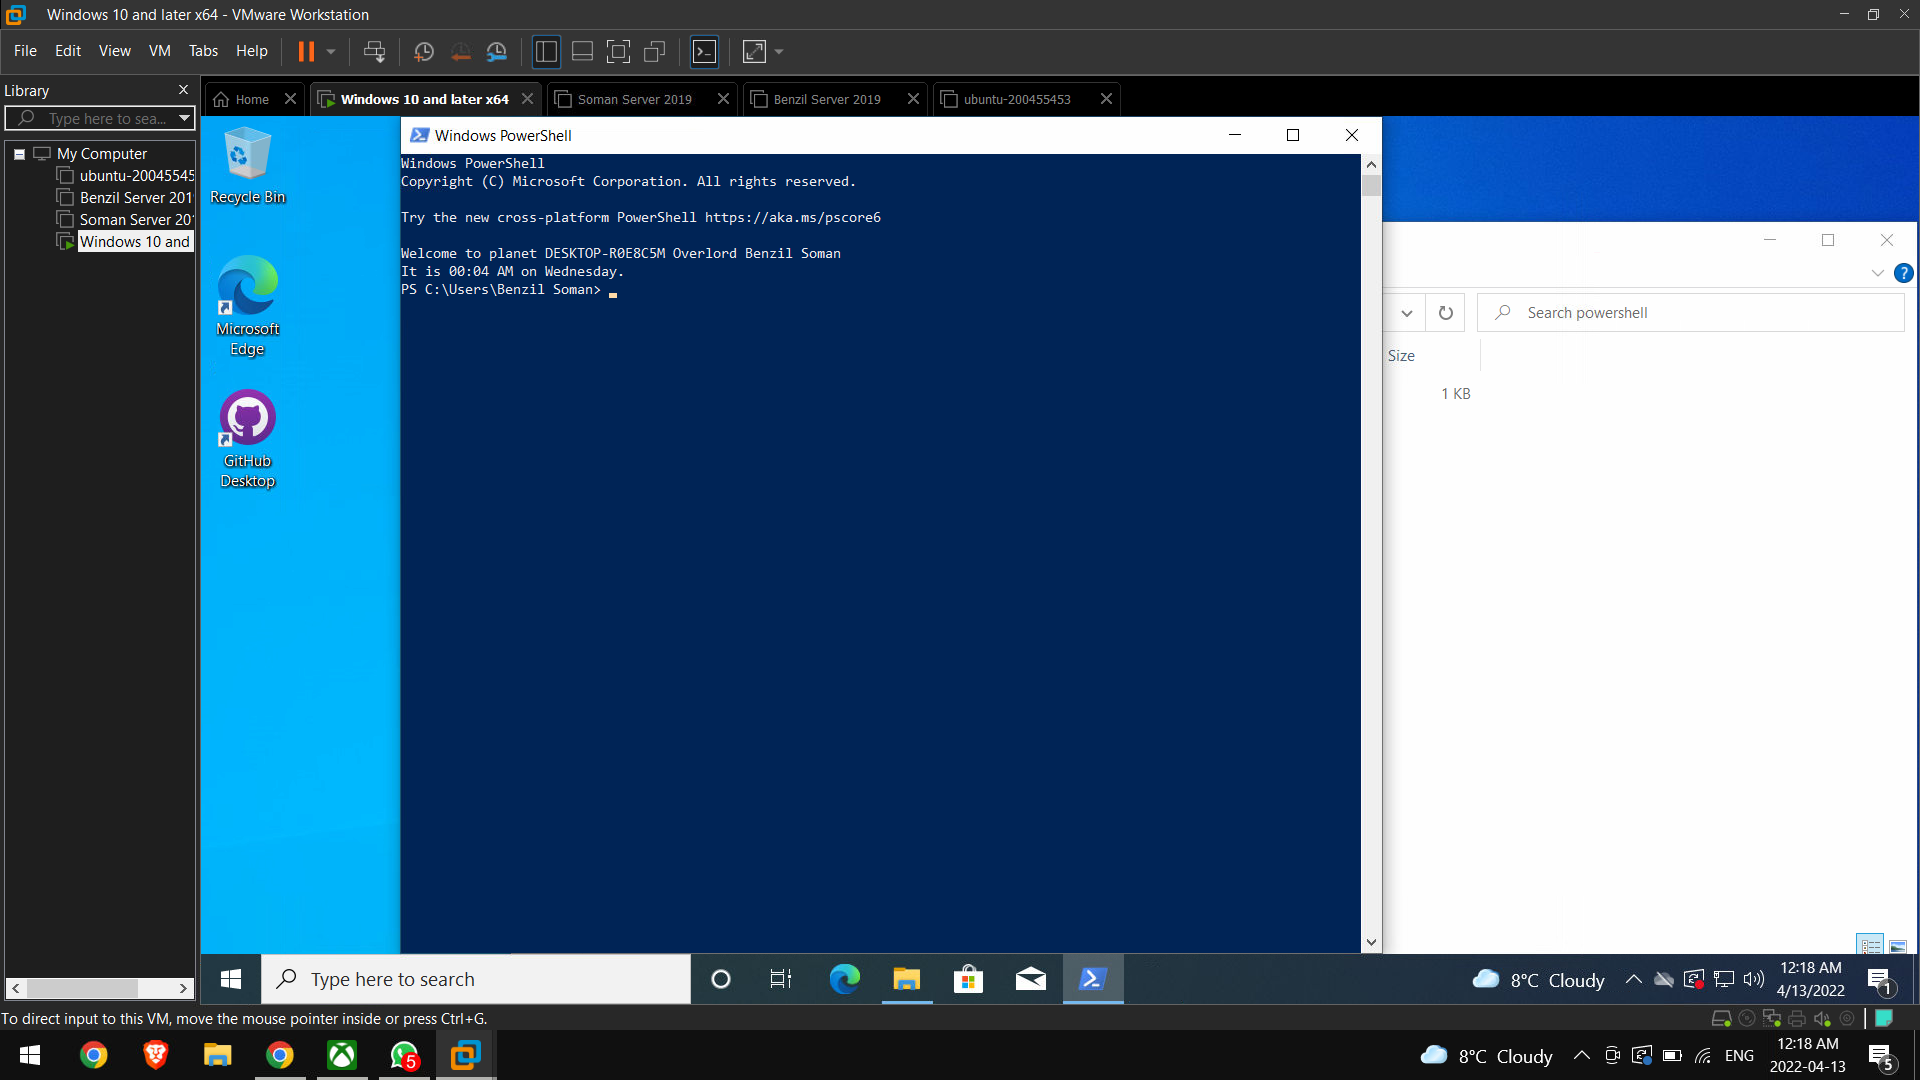 Windows 10 and later x64 - VMware Workstation
File Edit View VM Tabs Help
Library
Type here to sea...
My Computer
ubuntu-20045545
Benzil Server 201
Soman Server 20
Windows 10 and
Home
Windows 10 and later x64
Soman Server 2019
Benzil Server 2019
ubuntu-200455453
Recycle Bin
Microsoft
Edge
GitHub
Desktop
Windows PowerShell
Windows PowerShell
Copyright (C) Microsoft Corporation. All rights reserved.
Try the new cross-platform PowerShell https://aka.ms/pscore6
Welcome to planet DESKTOP-R0E8C5M Overlord Benzil Soman
It is 00:04 AM on Wednesday.
PS C:\Users\Benzil Soman>
Search powershell
Size
1 KB
Type here to search
8°C Cloudy
12:18 AM
4/13/2022
1
To direct input to this VM, move the mouse pointer inside or press Ctrl+G.
5
8°C Cloudy
ENG
12:18 AM
2022-04-13
5